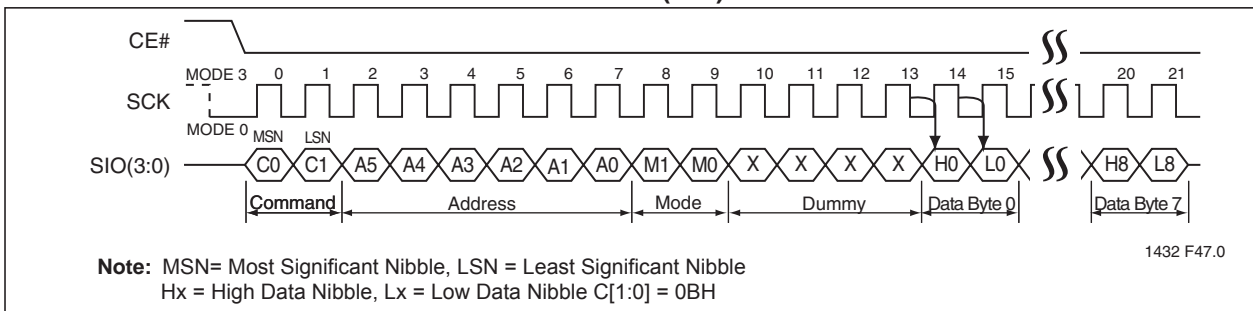 CE#
MODE 3 0 1 2 3 4 5 6 7 8 9 10 11 12 13 14 15 20 21
SCK
MODE 0
MSN LSN
SIO(3:0) C0 C1 A5 A4 A3 A2 A1 A0 M1 M0 X X X X H0 L0 H8 L8
Command Address Mode Dummy Data Byte 0 Data Byte 7
1432 F47.0
Note: MSN= Most Significant Nibble, LSN = Least Significant Nibble
Hx = High Data Nibble, Lx = Low Data Nibble C[1:0] = 0BH